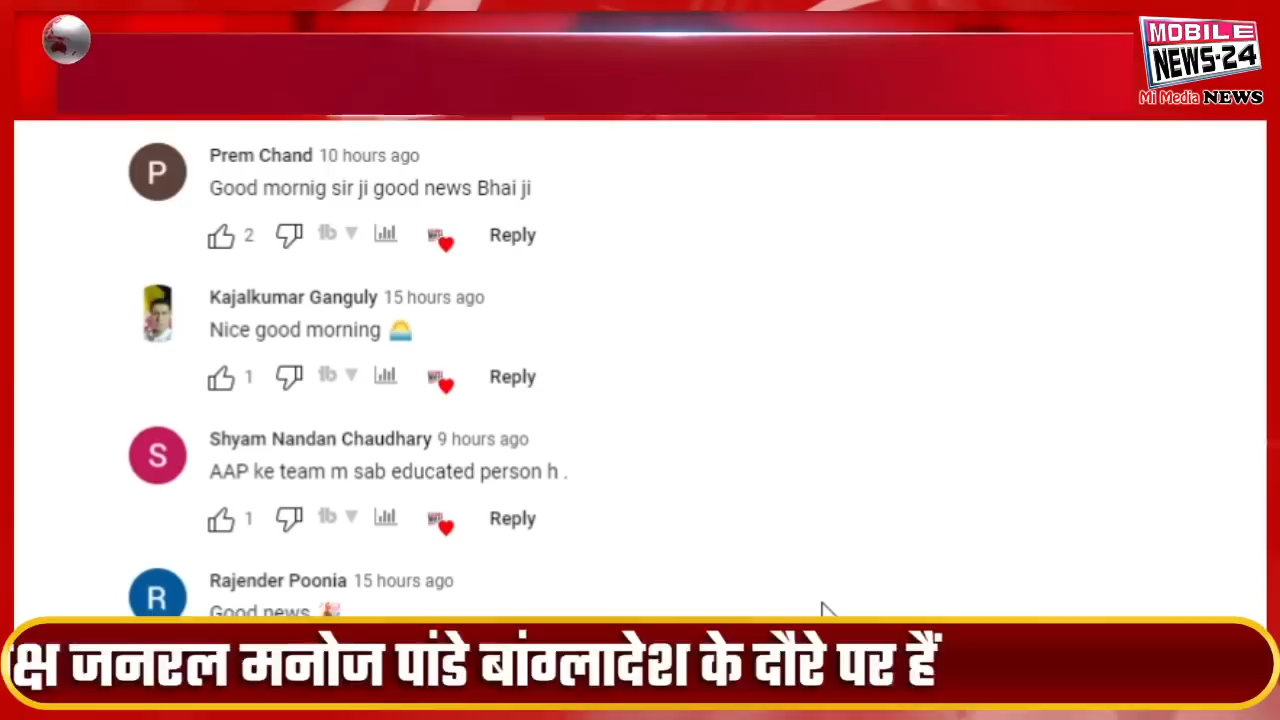 MOBILE
NEWS-24
Mi Media NEWS
P
Prem Chand 10 hours ago
Good mornig sir ji good news Bhai ji
2 Reply
Kajalkumar Ganguly 15 hours ago
Nice good morning 🌅
1 Reply
S
Shyam Nandan Chaudhary 9 hours ago
AAP ke team m sab educated person h .
1 Reply
R
Rajender Poonia 15 hours ago
Good news 🎉
क्ष जनरल मनोज पांडे बांग्लादेश के दौरे पर हैं